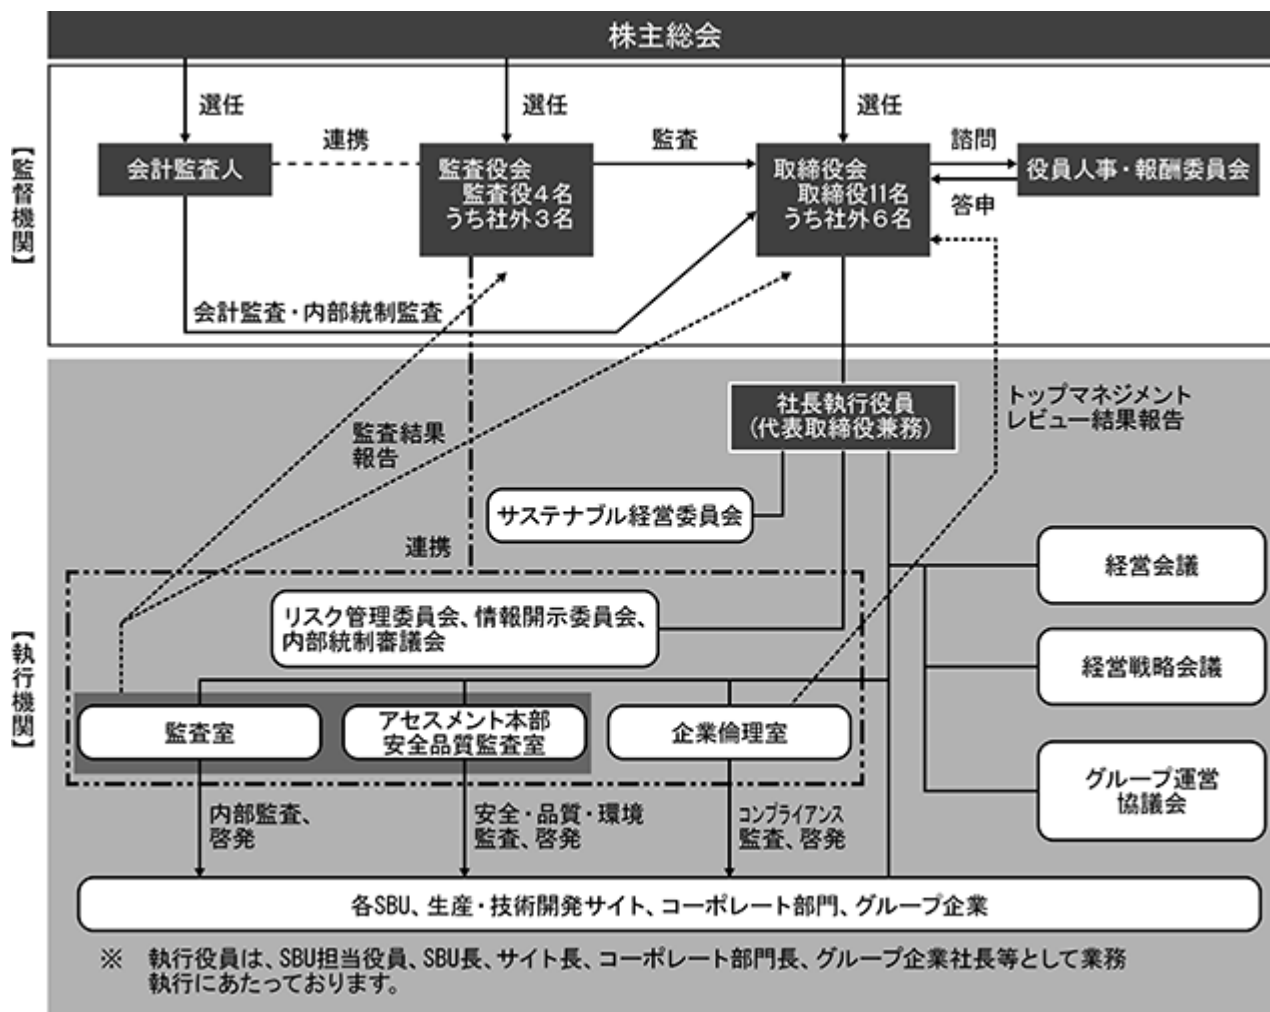 株主総会
選任
選任
選任
【監督機関】
会計監査人
連携
監査役会
監査役4名
うち社外3名
監査
取締役会
取締役11名
うち社外6名
諮問
答申
役員人事・報酬委員会
会計監査・内部統制監査
社長執行役員
(代表取締役兼務)
トップマネジメント
レビュー結果報告
監査結果
報告
サステナブル経営委員会
連携
【執行機関】
リスク管理委員会、情報開示委員会、
内部統制審議会
経営会議
経営戦略会議
グループ運営
協議会
監査室
アセスメント本部
安全品質監査室
企業倫理室
内部監査、
啓発
安全・品質・環境
監査、啓発
コンプライアンス
監査、啓発
各SBU、生産・技術開発サイト、コーポレート部門、グループ企業
※ 執行役員は、SBU担当役員、SBU長、サイト長、コーポレート部門長、グループ企業社長等として業務
執行にあたっております。